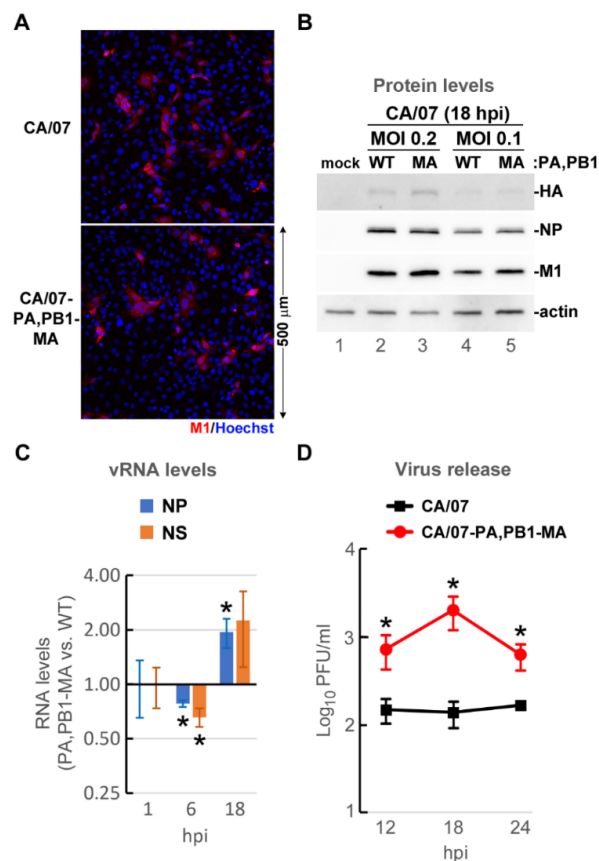 A
CA/07
CA/07-
PA,PB1-
MA
500 µm
M1/Hoechst
B
Protein levels
CA/07 (18 hpi)
MOI 0.2 MOI 0.1
mock WT MA WT MA :PA,PB1
-HA
-NP
-M1
-actin
1 2 3 4 5
C
vRNA levels
NP
NS
RNA levels
(PA,PB1-MA vs. WT)
4.00
2.00
1.00
0.50
0.25
*
*
*
1 6 18
hpi
D
Virus release
CA/07
CA/07-PA,PB1-MA
Log10 PFU/ml
4
3
2
1
*
*
*
12 18 24
hpi